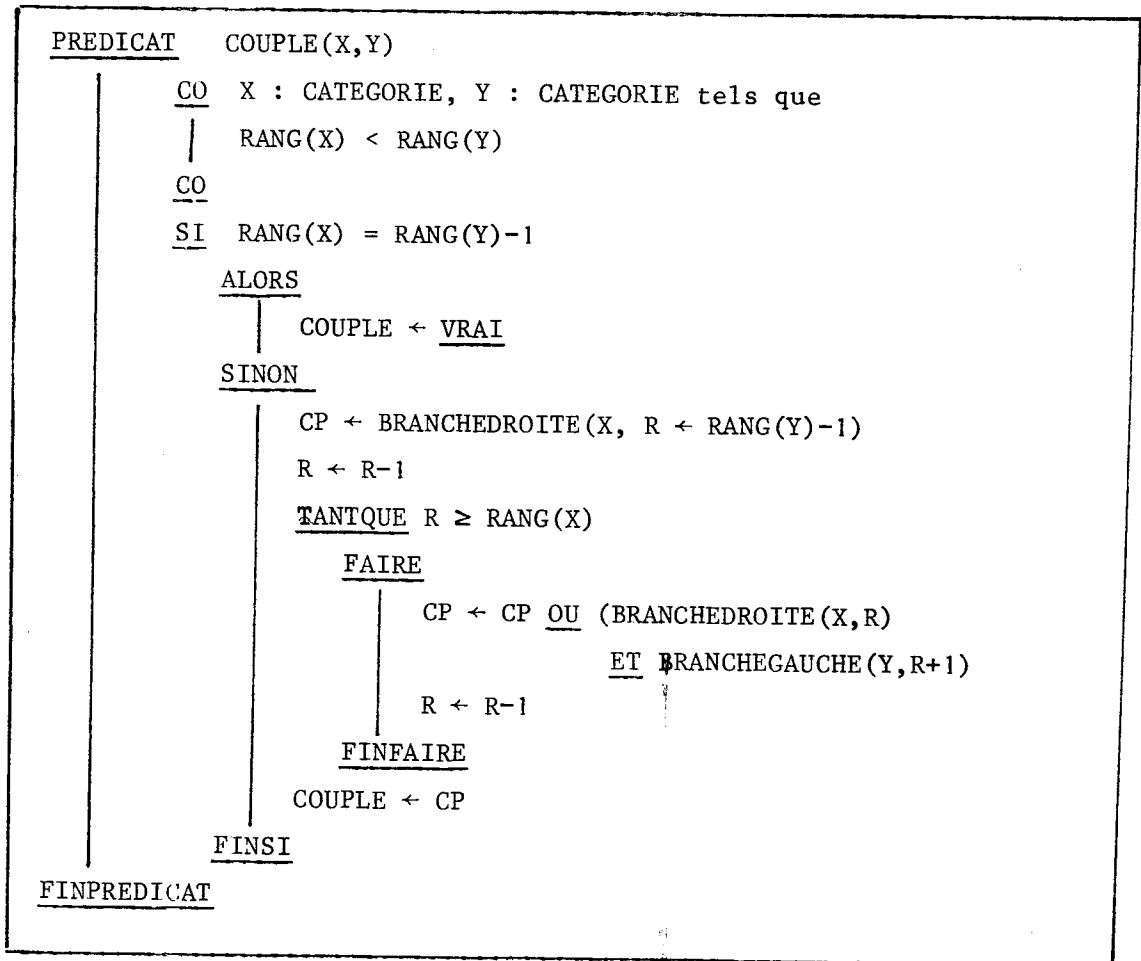 PREDICAT COUPLE(X,Y)
CO X : CATEGORIE, Y : CATEGORIE tels que
RANG(X) < RANG(Y)
CO
SI RANG(X) = RANG(Y)-1
ALORS
COUPLE ← VRAI
SINON
CP ← BRANCHEDROITE(X, R ← RANG(Y)-1)
R ← R-1
TANTQUE R ≥ RANG(X)
FAIRE
CP ← CP OU (BRANCHEDROITE(X,R)
ET BRANCHEGAUCHE(Y,R+1)
R ← R-1
FINFAIRE
COUPLE ← CP
FINSI
FINPREDICAT